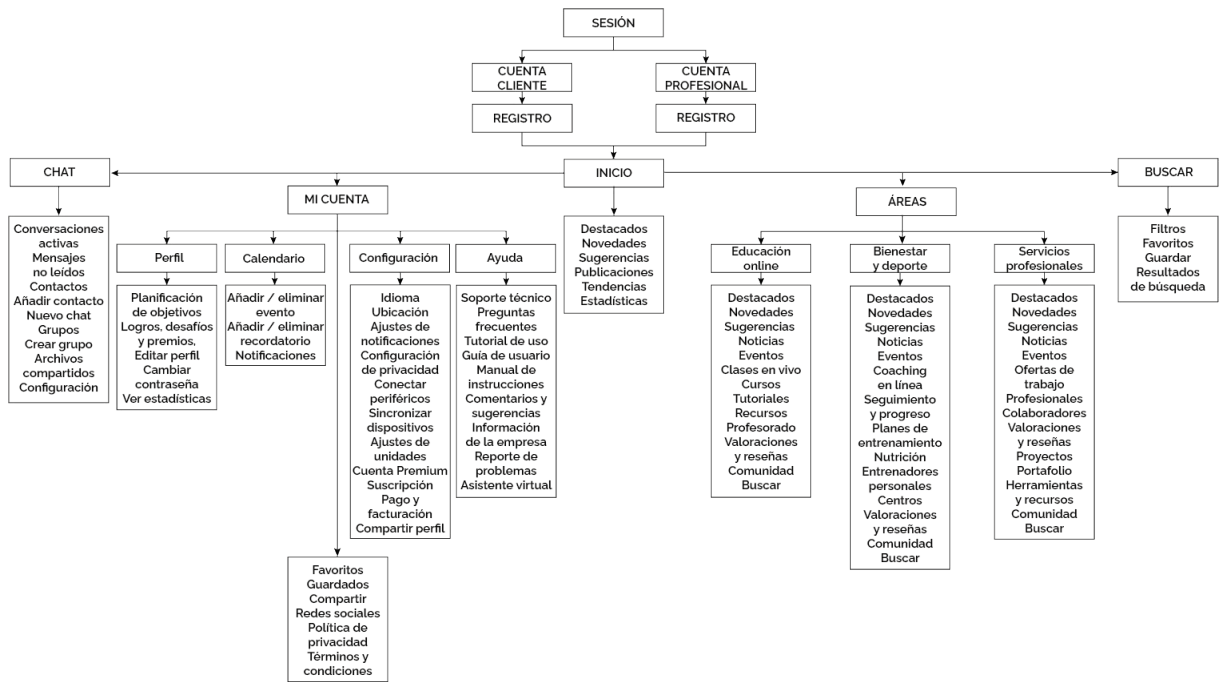 SESIÓN
CUENTA
CLIENTE
CUENTA
PROFESIONAL
REGISTRO
REGISTRO
CHAT
INICIO
BUSCAR
MI CUENTA
ÁREAS
Conversaciones
activas
Mensajes
no leídos
Contactos
Añadir contacto
Nuevo chat
Grupos
Crear grupo
Archivos
compartidos
Configuración
Perfil
Planificación
de objetivos
Logros, desafíos
y premios,
Editar perfil
Cambiar
contraseña
Ver estadísticas
Calendario
Añadir / eliminar
evento
Añadir / eliminar
recordatorio
Notificaciones
Configuración
Idioma
Ubicación
Ajustes de
notificaciones
Configuración
de privacidad
Conectar
periféricos
Sincronizar
dispositivos
Ajustes de
unidades
Cuenta Premium
Suscripción
Pago y
facturación
Compartir perfil
Ayuda
Soporte técnico
Preguntas
frecuentes
Tutorial de uso
Guía de usuario
Manual de
instrucciones
Comentarios y
sugerencias
Información
de la empresa
Reporte de
problemas
Asistente virtual
Favoritos
Guardados
Compartir
Redes sociales
Política de
privacidad
Términos y
condiciones
Destacados
Novedades
Sugerencias
Publicaciones
Tendencias
Estadísticas
Educación
online
Destacados
Novedades
Sugerencias
Noticias
Eventos
Clases en vivo
Cursos
Tutoriales
Recursos
Profesorado
Valoraciones
y reseñas
Comunidad
Buscar
Bienestar
y deporte
Destacados
Novedades
Sugerencias
Noticias
Eventos
Coaching
en línea
Seguimiento
y progreso
Planes de
entrenamiento
Nutrición
Entrenadores
personales
Centros
Valoraciones
y reseñas
Comunidad
Buscar
Servicios
profesionales
Destacados
Novedades
Sugerencias
Noticias
Eventos
Ofertas de
trabajo
Profesionales
Colaboradores
Valoraciones
y reseñas
Proyectos
Portafolio
Herramientas
y recursos
Comunidad
Buscar
Filtros
Favoritos
Guardar
Resultados
de búsqueda